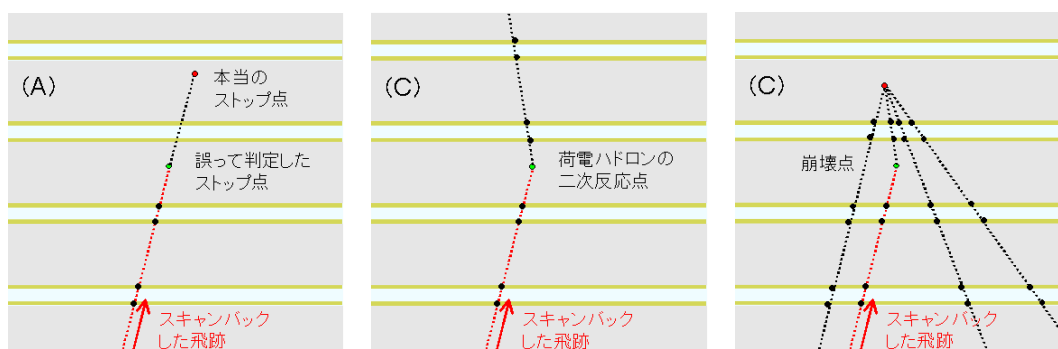 (A)
本当の
ストップ点
誤って判定した
ストップ点
スキャンバック
した飛跡
(C)
荷電ハドロンの
二次反応点
スキャンバック
した飛跡
(C)
崩壊点
スキャンバック
した飛跡